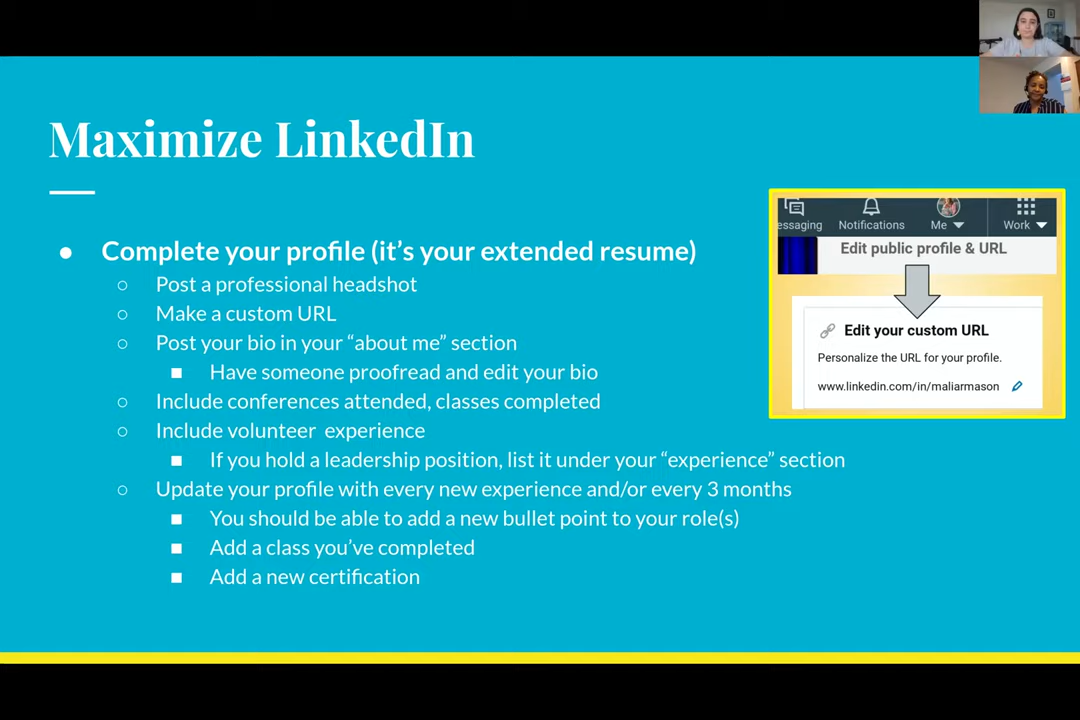 Maximize LinkedIn
● Complete your profile (it's your extended resume)
○ Post a professional headshot
○ Make a custom URL
○ Post your bio in your “about me” section
■ Have someone proofread and edit your bio
○ Include conferences attended, classes completed
○ Include volunteer  experience
■ If you hold a leadership position, list it under your “experience” section
○ Update your profile with every new experience and/or every 3 months
■ You should be able to add a new bullet point to your role(s)
■ Add a class you've completed
■ Add a new certification
essaging Notifications Me Work
Edit public profile & URL
Edit your custom URL
Personalize the URL for your profile.
www.linkedin.com/in/maliarmason